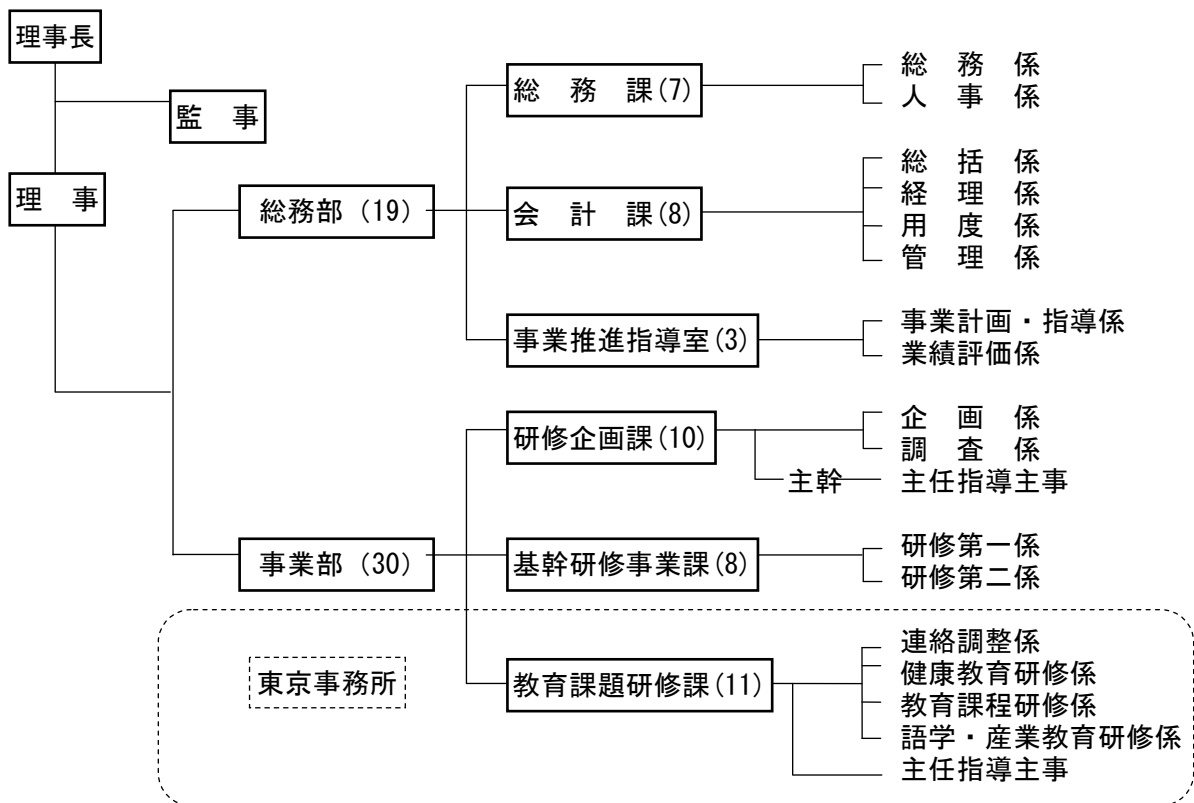 理事長
監　事
理　事
総務部（19）
総　務　課(7)
総　務　係
人　事　係
会　計　課(8)
総　括　係
経　理　係
用　度　係
管　理　係
事業推進指導室(3)
事業計画・指導係
業績評価係
事業部（30）
研修企画課(10)
企　画　係
調　査　係
主幹
主任指導主事
基幹研修事業課(8)
研修第一係
研修第二係
東京事務所
教育課題研修課(11)
連絡調整係
健康教育研修係
教育課程研修係
語学・産業教育研修係
主任指導主事